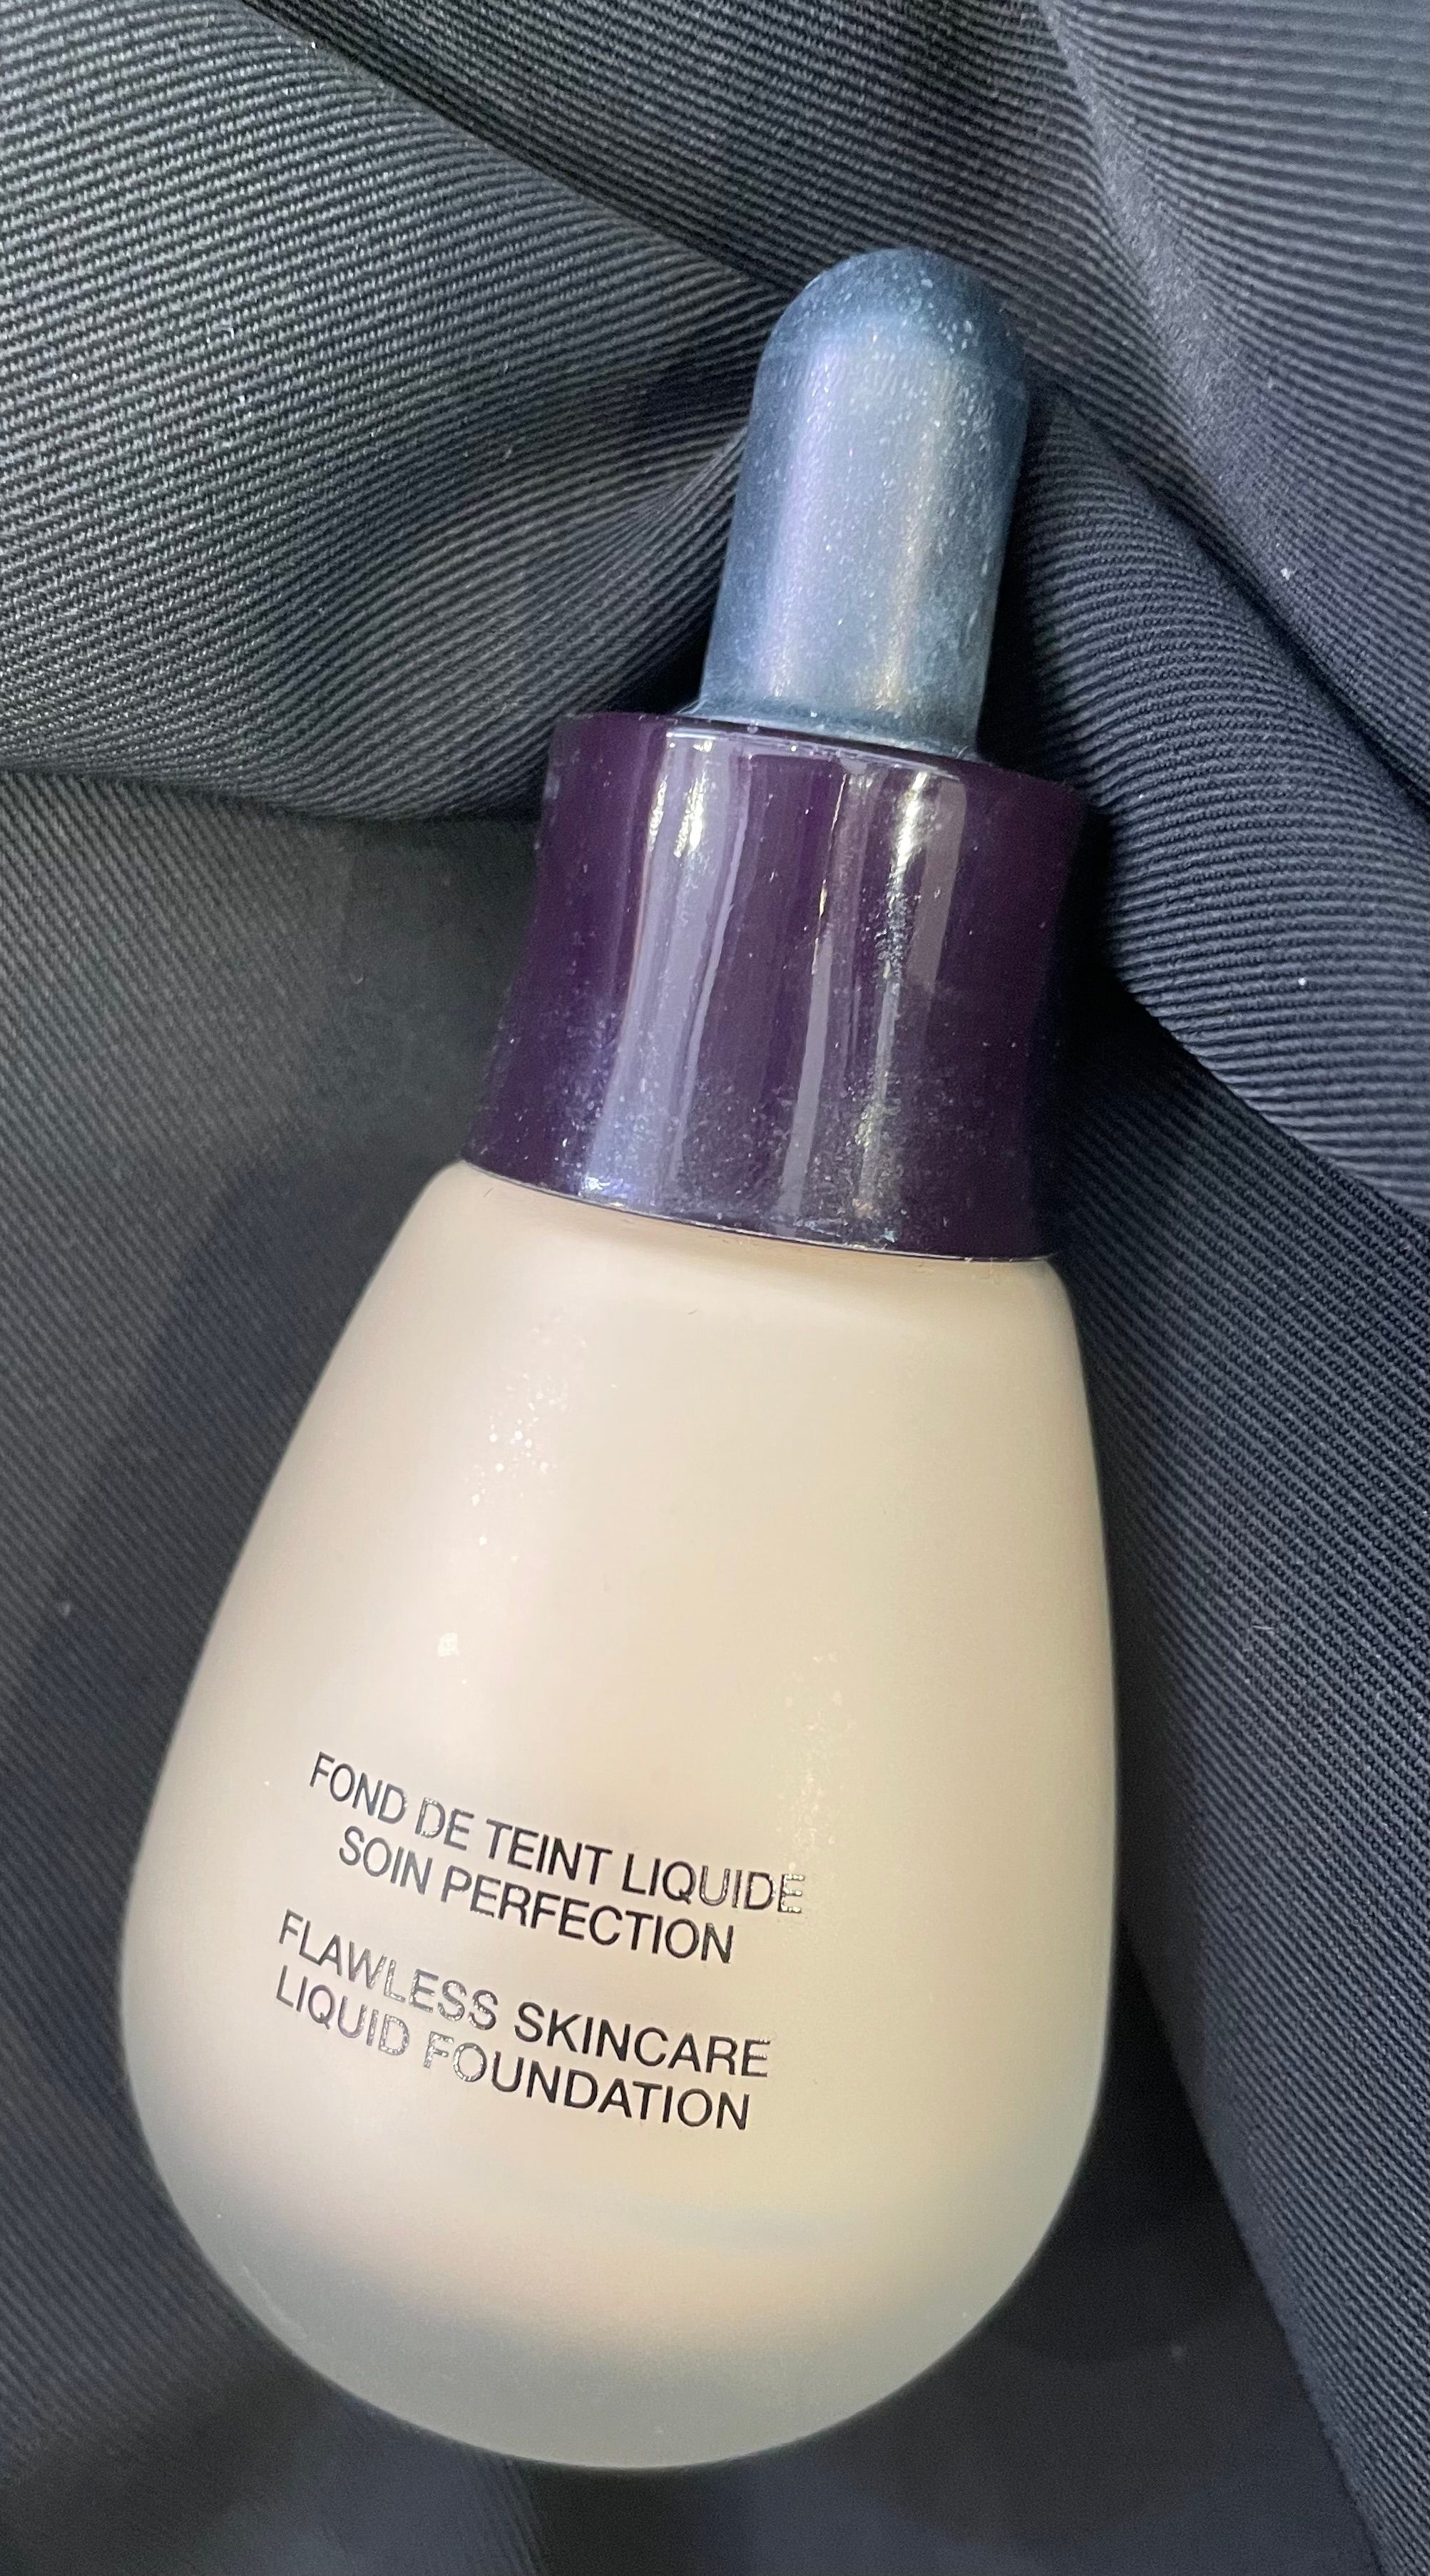 FOND DE TEINT LIQUIDE
SOIN PERFECTION
FLAWLESS SKINCARE
LIQUID FOUNDATION